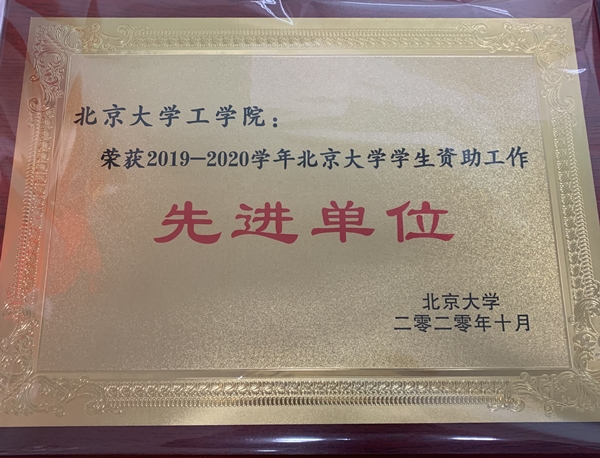 北京大学工学院：
荣获2019-2020学年北京大学学生资助工作
先进单位
北京大学
二零二零年十月